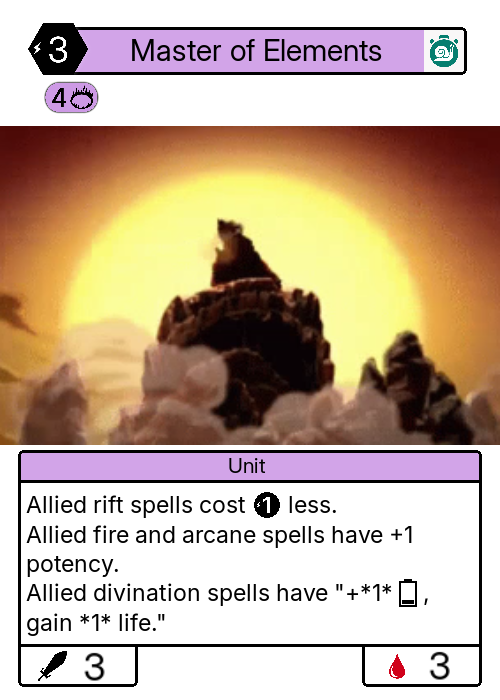 3 Master of Elements
4
Unit
Allied rift spells cost 1 less.
Allied fire and arcane spells have +1
potency.
Allied divination spells have "+*1* ,
gain *1* life."
3 3